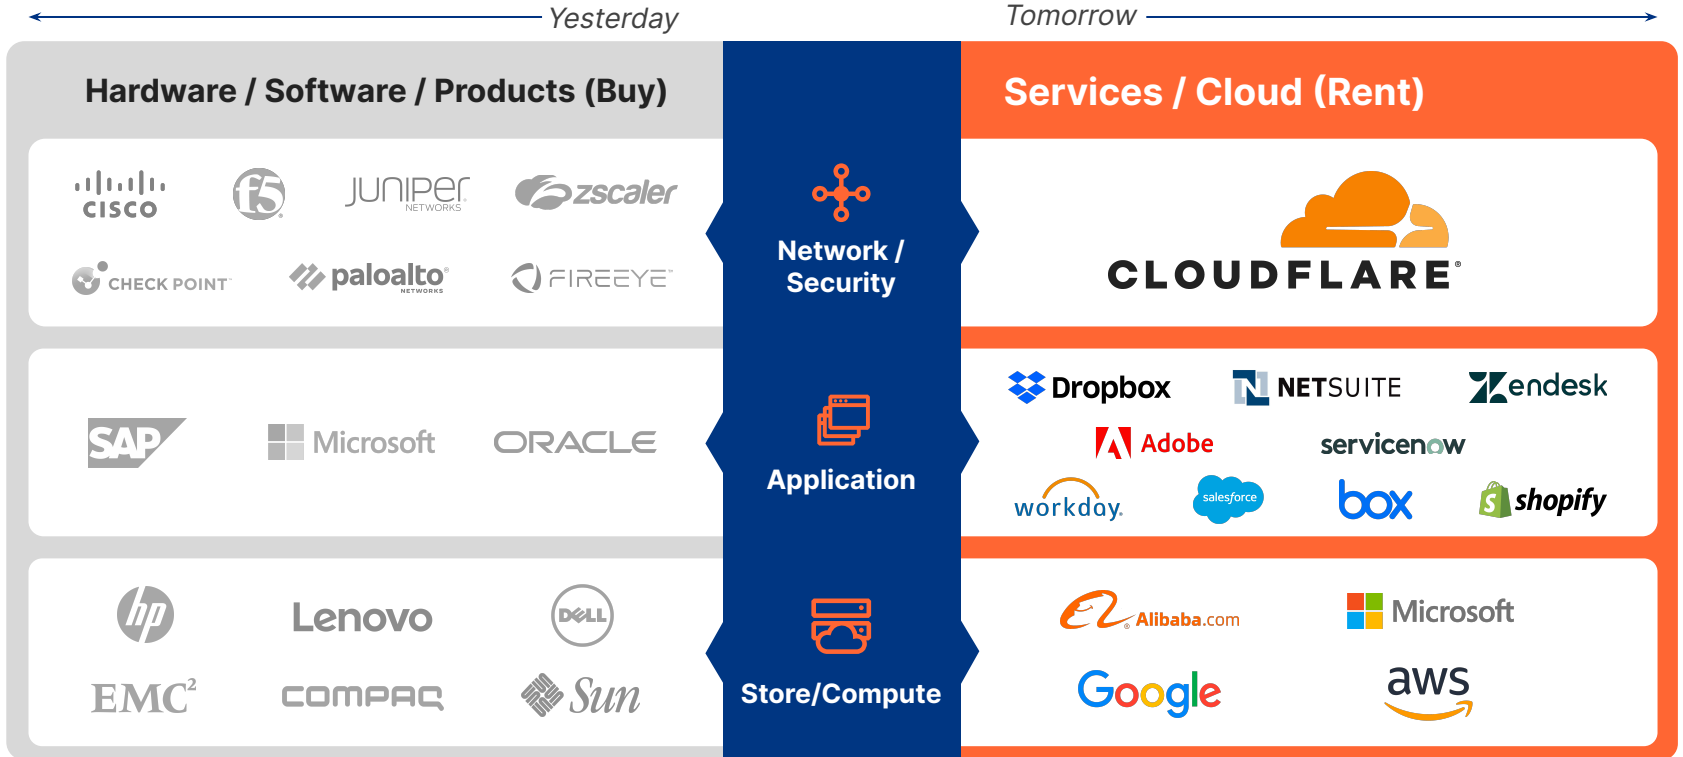 Yesterday
Tomorrow
Hardware / Software / Products (Buy)
Services / Cloud (Rent)
CISCO
f5
JUNIPER
NETWORKS
zscaler
CHECK POINT
paloalto
NETWORKS
FIREEYE
Network /
Security
CLOUDFLARE
SAP
Microsoft
ORACLE
Application
Dropbox
NETSUITE
zendesk
Adobe
servicenow
workday
salesforce
box
shopify
hp
Lenovo
DELL
EMC²
COMPAQ
Sun
Store/Compute
Alibaba.com
Microsoft
Google
aws